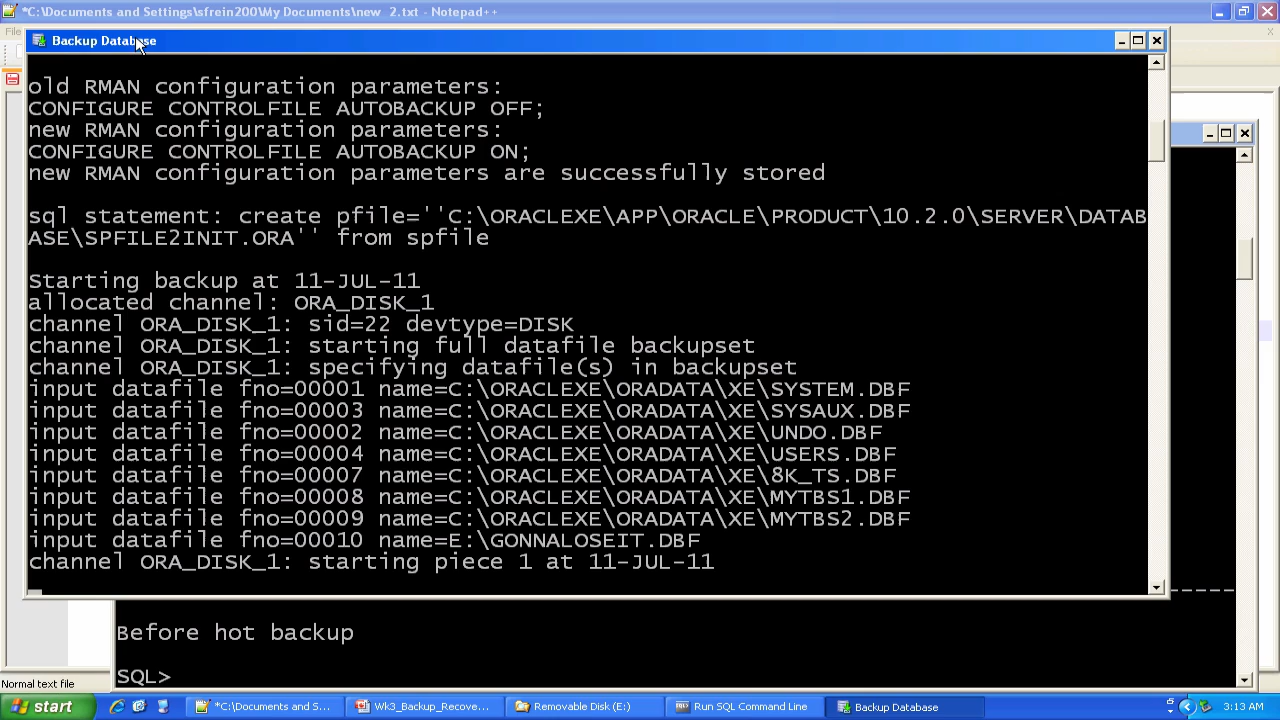 *C:\Documents and Settings\sfrein200\My Documents\new  2.txt - Notepad++
File
Backup Database
old RMAN configuration parameters:
CONFIGURE CONTROLFILE AUTOBACKUP OFF;
new RMAN configuration parameters:
CONFIGURE CONTROLFILE AUTOBACKUP ON;
new RMAN configuration parameters are successfully stored
sql statement: create pfile=''C:\ORACLEXE\APP\ORACLE\PRODUCT\10.2.0\SERVER\DATAB
ASE\SPFILE2INIT.ORA'' from spfile
Starting backup at 11-JUL-11
allocated channel: ORA_DISK_1
channel ORA_DISK_1: sid=22 devtype=DISK
channel ORA_DISK_1: starting full datafile backupset
channel ORA_DISK_1: specifying datafile(s) in backupset
input datafile fno=00001 name=C:\ORACLEXE\ORADATA\XE\SYSTEM.DBF
input datafile fno=00003 name=C:\ORACLEXE\ORADATA\XE\SYSAUX.DBF
input datafile fno=00002 name=C:\ORACLEXE\ORADATA\XE\UNDO.DBF
input datafile fno=00004 name=C:\ORACLEXE\ORADATA\XE\USERS.DBF
input datafile fno=00007 name=C:\ORACLEXE\ORADATA\XE\8K_TS.DBF
input datafile fno=00008 name=C:\ORACLEXE\ORADATA\XE\MYTBS1.DBF
input datafile fno=00009 name=C:\ORACLEXE\ORADATA\XE\MYTBS2.DBF
input datafile fno=00010 name=E:\GONNALOSEIT.DBF
channel ORA_DISK_1: starting piece 1 at 11-JUL-11
Before hot backup
SQL>
Normal text file
start
*C:\Documents and S...
Wk3_Backup_Recove...
Removable Disk (E:)
Run SQL Command Line
Backup Database
3:13 AM